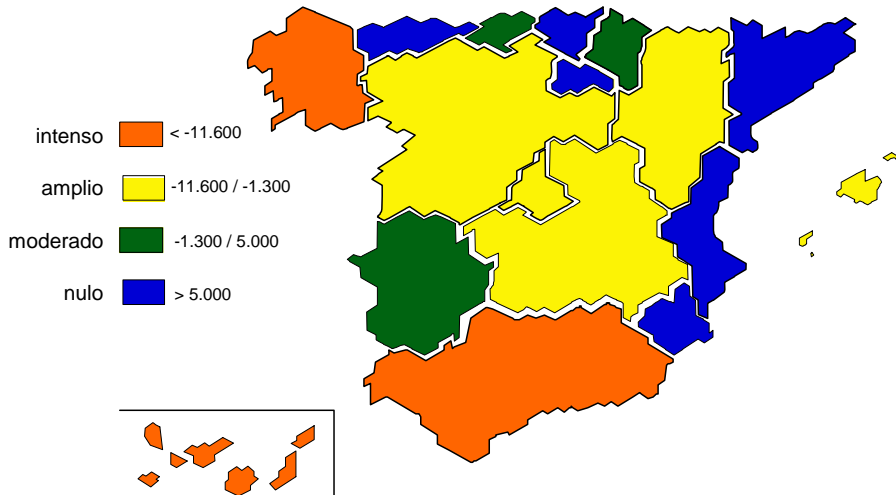 intenso < -11.600
amplio -11.600 / -1.300
moderado -1.300 / 5.000
nulo > 5.000